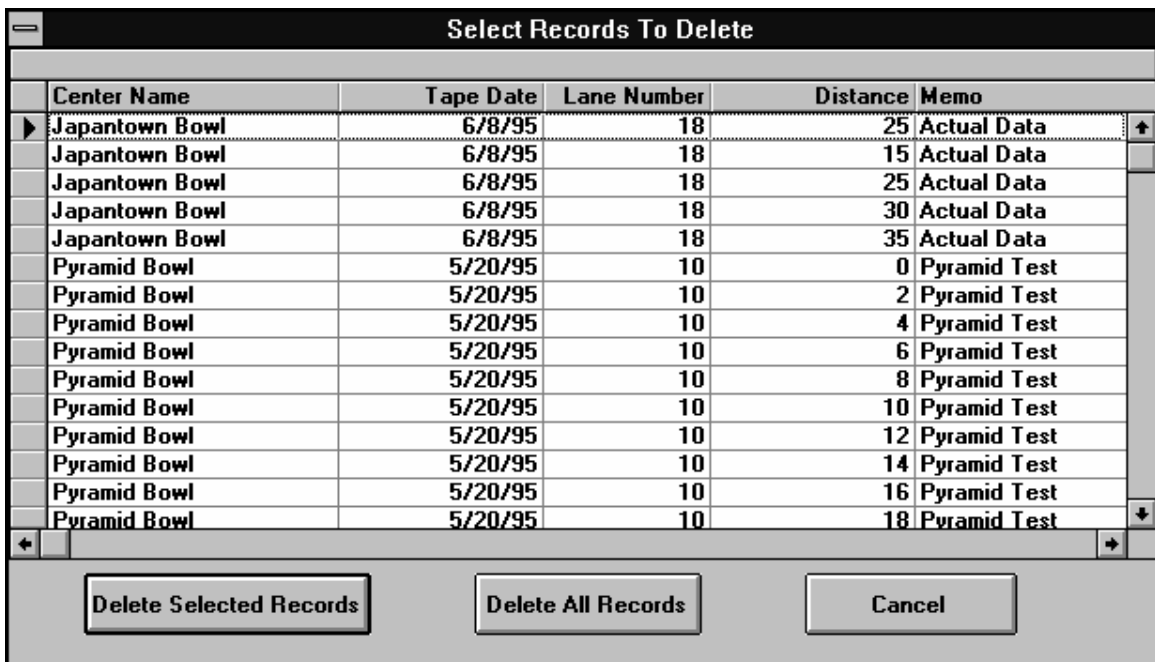 Select Records To Delete
Center Name Tape Date Lane Number Distance Memo
Japantown Bowl 6/8/95 18 25 Actual Data
Japantown Bowl 6/8/95 18 15 Actual Data
Japantown Bowl 6/8/95 18 25 Actual Data
Japantown Bowl 6/8/95 18 30 Actual Data
Japantown Bowl 6/8/95 18 35 Actual Data
Pyramid Bowl 5/20/95 10 0 Pyramid Test
Pyramid Bowl 5/20/95 10 2 Pyramid Test
Pyramid Bowl 5/20/95 10 4 Pyramid Test
Pyramid Bowl 5/20/95 10 6 Pyramid Test
Pyramid Bowl 5/20/95 10 8 Pyramid Test
Pyramid Bowl 5/20/95 10 10 Pyramid Test
Pyramid Bowl 5/20/95 10 12 Pyramid Test
Pyramid Bowl 5/20/95 10 14 Pyramid Test
Pyramid Bowl 5/20/95 10 16 Pyramid Test
Pyramid Bowl 5/20/95 10 18 Pyramid Test
Delete Selected Records Delete All Records Cancel